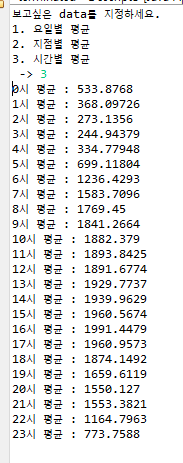 보고싶은 data를 지정하세요.
1. 요일별 평균
2. 지점별 평균
3. 시간별 평균
-> 3
0시 평균 : 533.8768
1시 평균 : 368.09726
2시 평균 : 273.1356
3시 평균 : 244.94379
4시 평균 : 334.77948
5시 평균 : 699.11804
6시 평균 : 1236.4293
7시 평균 : 1583.7096
8시 평균 : 1769.45
9시 평균 : 1841.2664
10시 평균 : 1882.379
11시 평균 : 1893.8425
12시 평균 : 1891.6774
13시 평균 : 1929.7737
14시 평균 : 1939.9629
15시 평균 : 1960.5674
16시 평균 : 1991.4479
17시 평균 : 1960.9573
18시 평균 : 1874.1492
19시 평균 : 1659.6119
20시 평균 : 1550.127
21시 평균 : 1553.3821
22시 평균 : 1164.7963
23시 평균 : 773.7588